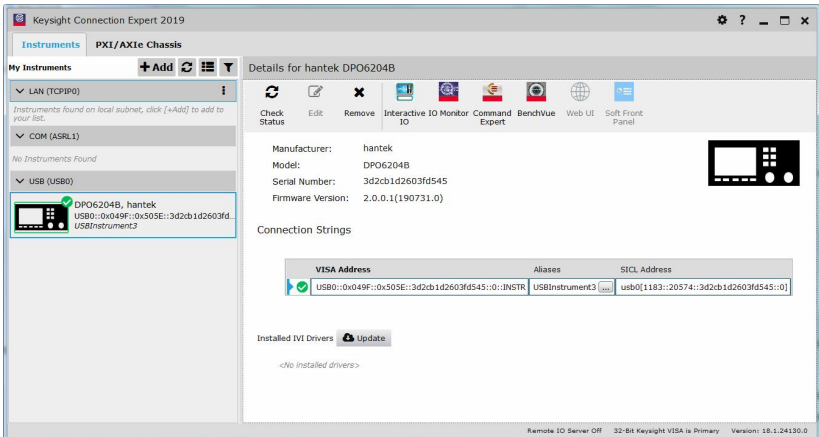 Keysight Connection Expert 2019
Instruments
PXI/AXIe Chassis
My Instruments
+Add
LAN (TCPIP0)
Instruments found on local subnet, click [+Add] to add to
your list.
COM (ASRL1)
No Instruments Found
USB (USB0)
DPO6204B, hantek
USB0::0x049F::0x505E::3d2cb1d2603fd...
USBInstrument3
Details for hantek DPO6204B
Check
Status
Edit
Remove
Interactive
IO
IO Monitor
Command
Expert
BenchVue
Web UI
Soft Front
Panel
Manufacturer: hantek
Model: DPO6204B
Serial Number: 3d2cb1d2603fd545
Firmware Version: 2.0.0.1(190731.0)
Connection Strings
VISA Address Aliases SICL Address
USB0::0x049F::0x505E::3d2cb1d2603fd545::0::INSTR USBInstrument3 ... usb0[1183::20574::3d2cb1d2603fd545::0]
Installed IVI Drivers Update
<No installed drivers>
Remote IO Server Off 32-Bit Keysight VISA is Primary Version: 18.1.24130.0